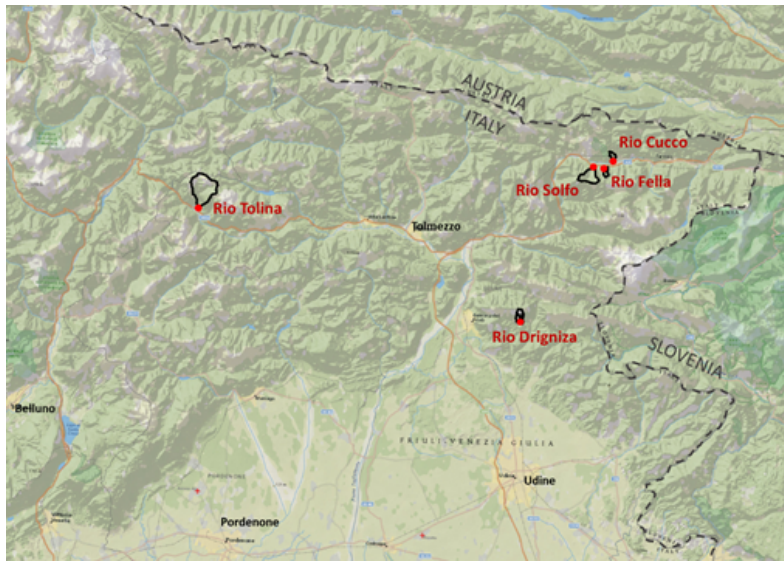 AUSTRIA
ITALY
Rio Cucco
Rio Solfo
Rio Fella
Rio Tolina
Tolmezzo
Rio Drigniza
SLOVENIA
Belluno
FRIULI-VENEZIA GIULIA
PORDENONE
Udine
Pordenone